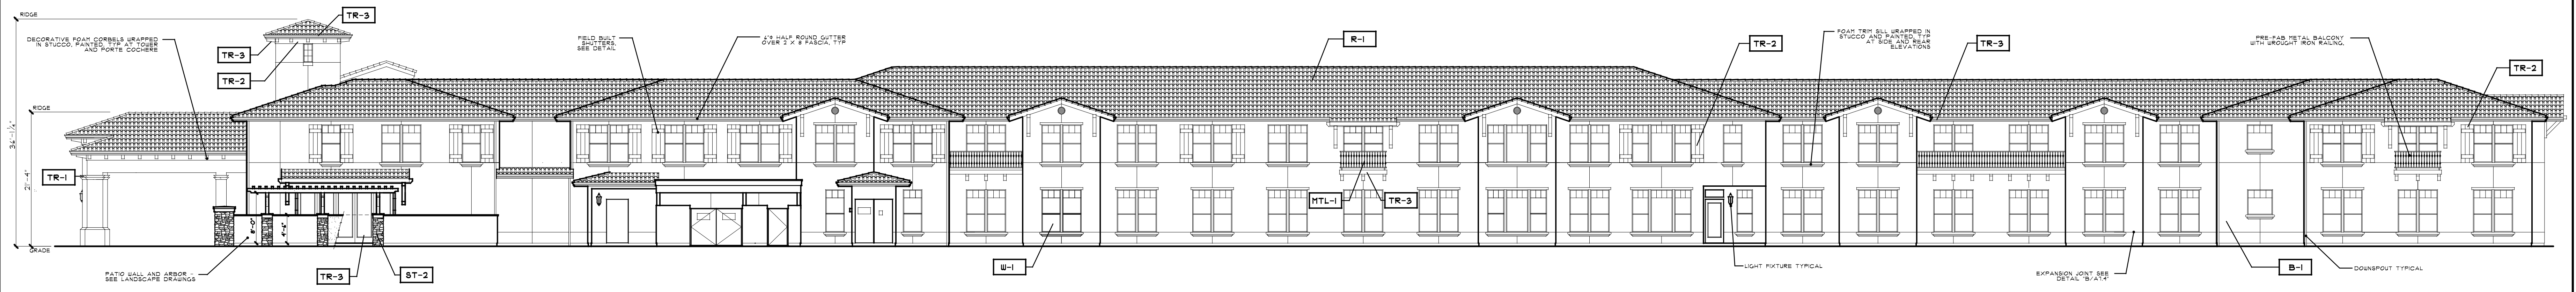 RIDGE
TR-3
DECORATIVE FOAM CORBELS WRAPPED
IN STUCCO, PAINTED, TYP AT TOWER
AND PORTE COCHERE
TR-3
TR-2
FIELD BUILT
SHUTTERS,
SEE DETAIL
6"ø HALF ROUND GUTTER
OVER 2 X 8 FASCIA, TYP
R-1
TR-2
FOAM TRIM SILL WRAPPED IN
STUCCO AND PAINTED, TYP
AT SIDE AND REAR
ELEVATIONS
TR-3
PRE-FAB METAL BALCONY
WITH WROUGHT IRON RAILING,
TR-2
RIDGE
36'-1½"
21'-4"
TR-1
MTL-1
TR-3
GRADE
PATIO WALL AND ARBOR -
SEE LANDSCAPE DRAWINGS
TR-3
ST-2
W-1
LIGHT FIXTURE TYPICAL
EXPANSION JOINT SEE
DETAIL "B/A7.4"
B-1
DOWNSPOUT TYPICAL